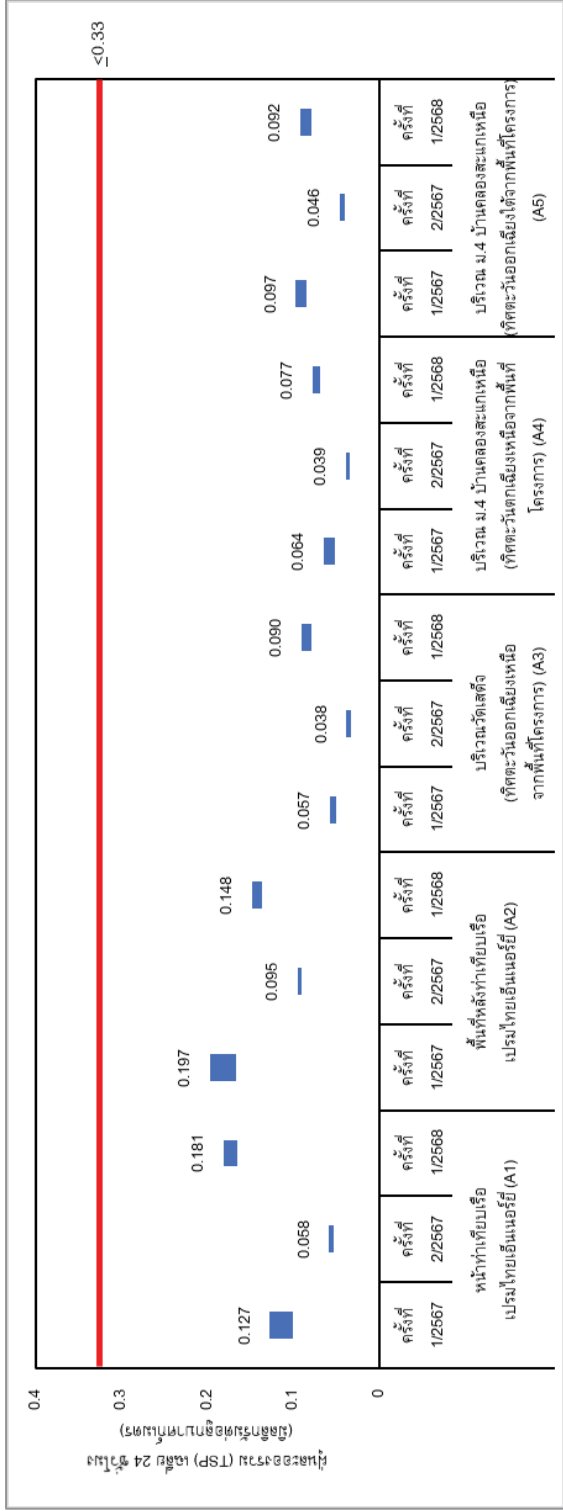 ฝุ่นละอองรวม (TSP) เฉลี่ย 24 ชั่วโมง
(มิลลิกรัมต่อลูกบาศก์เมตร)
0.4
0.3
0.2
0.1
0
≤0.33
0.127
0.058
0.181
0.197
0.095
0.148
0.057
0.038
0.090
0.064
0.039
0.077
0.097
0.046
0.092
ครั้งที่
1/2567
ครั้งที่
2/2567
ครั้งที่
1/2568
ครั้งที่
1/2567
ครั้งที่
2/2567
ครั้งที่
1/2568
ครั้งที่
1/2567
ครั้งที่
2/2567
ครั้งที่
1/2568
ครั้งที่
1/2567
ครั้งที่
2/2567
ครั้งที่
1/2568
ครั้งที่
1/2567
ครั้งที่
2/2567
ครั้งที่
1/2568
หน้าท่าเทียบเรือ
เปรมไทยเอ็นเนอร์ยี่ (A1)
พื้นที่หลังท่าเทียบเรือ
เปรมไทยเอ็นเนอร์ยี่ (A2)
บริเวณวัดเสด็จ
(ทิศตะวันออกเฉียงเหนือ
จากพื้นที่โครงการ) (A3)
บริเวณ ม.4 บ้านคลองสะแกเหนือ
(ทิศตะวันตกเฉียงเหนือจากพื้นที่
โครงการ) (A4)
บริเวณ ม.4 บ้านคลองสะแกเหนือ
(ทิศตะวันออกเฉียงใต้จากพื้นที่โครงการ)
(A5)